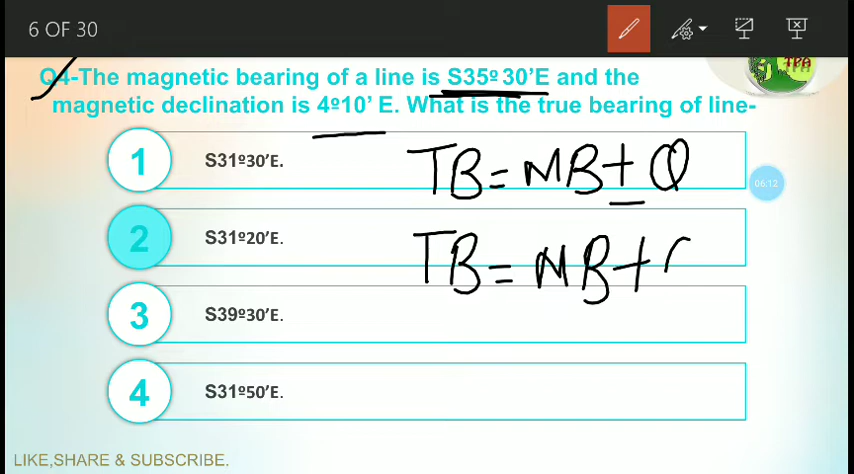 6 OF 30
TPA
Q4-The magnetic bearing of a line is S35º 30'E and the
magnetic declination is 4º10' E. What is the true bearing of line-
1 S31º30'E.
TB = MB ± Q
06:12
2 S31º20'E.
TB = MB +
3 S39º30'E.
4 S31º50'E.
LIKE,SHARE & SUBSCRIBE.